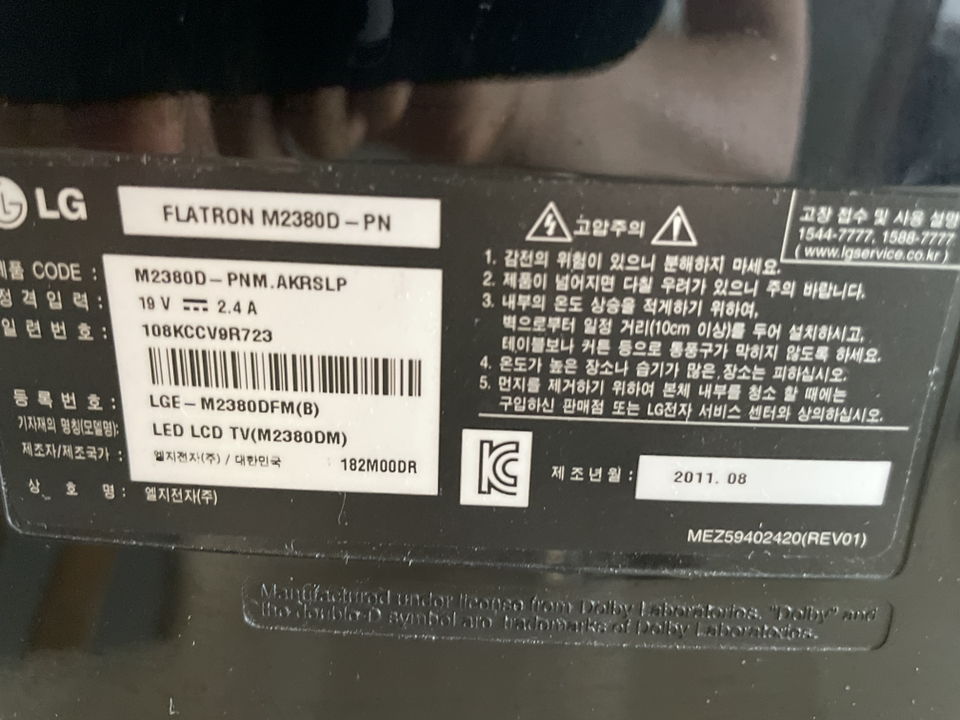 LG
FLATRON M2380D-PN
제품 CODE : M2380D-PNM.AKRSLP
정격입력 : 19 V 2.4 A
일련번호 : 108KCCV9R723
등록번호 : LGE-M2380DFM(B)
기자재의 명칭(모델명): LED LCD TV(M2380DM)
제조자/제조국가 : 엘지전자(주) / 대한민국 182M00DR
상 호 명 : 엘지전자(주)
고압주의
1. 감전의 위험이 있으니 분해하지 마세요.
2. 제품이 넘어지면 다칠 우려가 있으니 주의 바랍니다.
3. 내부의 온도 상승을 적게하기 위하여,
벽으로부터 일정 거리(10cm 이상)를 두어 설치하시고,
테이블보나 커튼 등으로 통풍구가 막히지 않도록 하세요.
4. 온도가 높은 장소나 습기가 많은 장소는 피하십시오.
5. 먼지를 제거하기 위하여 본체 내부를 청소 할 때에는
구입하신 판매점 또는 LG전자 서비스 센터와 상의하십시오.
고장 접수 및 사용 설명
1544-7777, 1588-7777
( www.lgservice.co.kr )
제조년월 : 2011. 08
MEZ59402420(REV01)
Manufactured under license from Dolby Laboratories. "Dolby" and
the double-D symbol are trademarks of Dolby Laboratories.